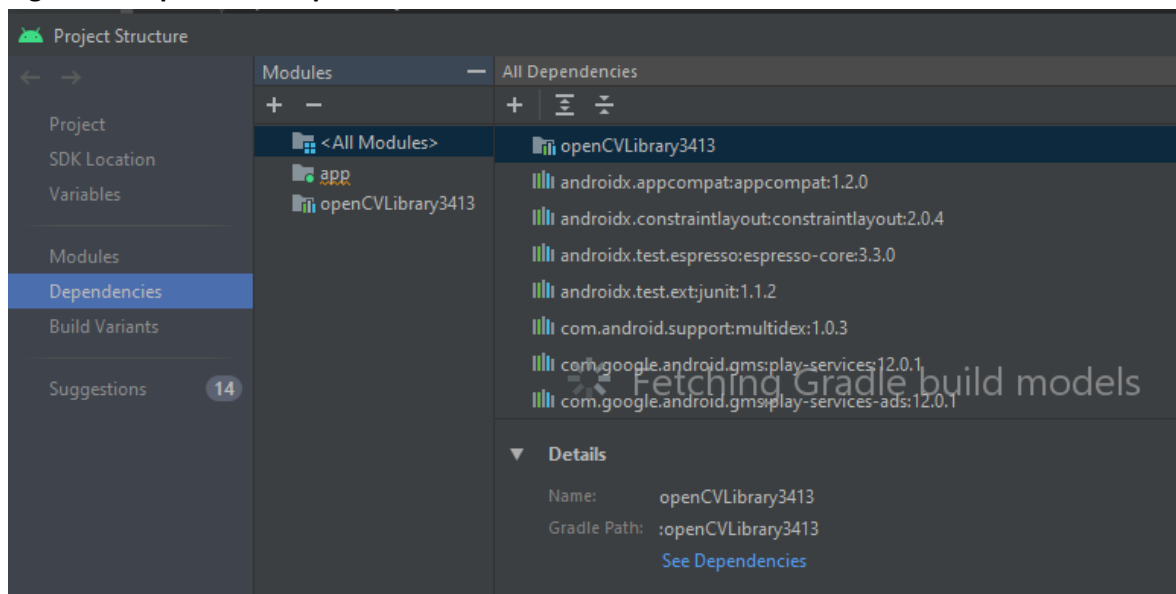 Project Structure
Project
SDK Location
Variables
Modules
Dependencies
Build Variants
Suggestions 14
Modules
<All Modules>
app
openCVLibrary3413
All Dependencies
openCVLibrary3413
androidx.appcompat:appcompat:1.2.0
androidx.constraintlayout:constraintlayout:2.0.4
androidx.test.espresso:espresso-core:3.3.0
androidx.test.ext:junit:1.1.2
com.android.support:multidex:1.0.3
com.google.android.gms:play-services:12.0.1
Fetching Gradle build models
com.google.android.gms:play-services-ads:12.0.1
Details
Name: openCVLibrary3413
Gradle Path: :openCVLibrary3413
See Dependencies